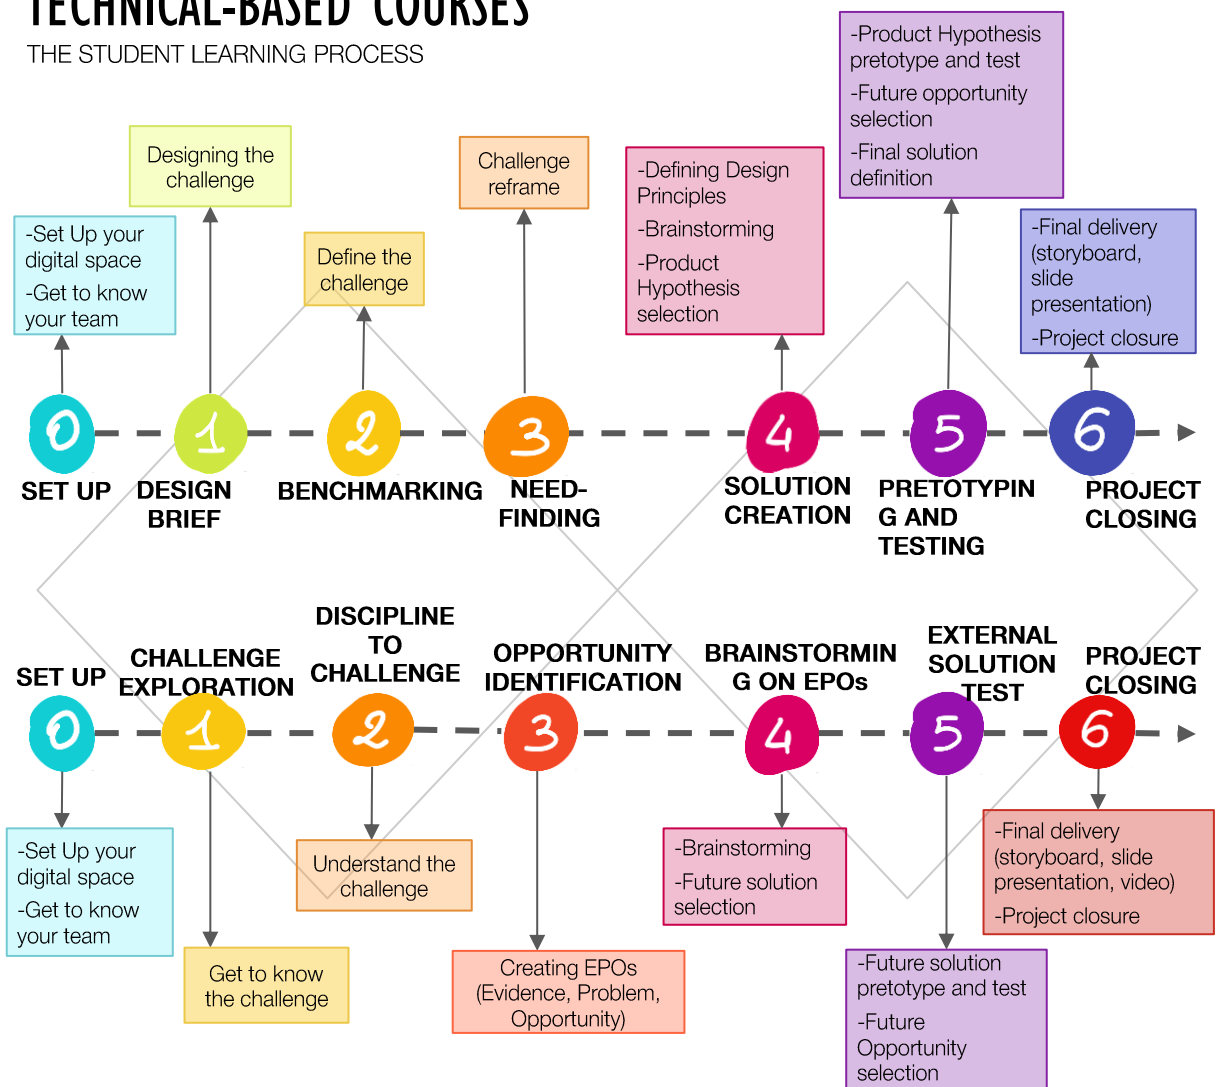 TECHNICAL-BASED COURSES
THE STUDENT LEARNING PROCESS
-Set Up your
digital space
-Get to know
your team
Designing the
challenge
Define the
challenge
Challenge
reframe
-Defining Design
Principles
-Brainstorming
-Product
Hypothesis
selection
-Product Hypothesis
pretotype and test
-Future opportunity
selection
-Final solution
definition
-Final delivery
(storyboard,
slide
presentation)
-Project closure
0
1
2
3
4
5
6
SET UP
DESIGN
BRIEF
BENCHMARKING
NEED-
FINDING
SOLUTION
CREATION
PRETOTYPIN
G AND
TESTING
PROJECT
CLOSING
SET UP
CHALLENGE
EXPLORATION
DISCIPLINE
TO
CHALLENGE
OPPORTUNITY
IDENTIFICATION
BRAINSTORMIN
G ON EPOs
EXTERNAL
SOLUTION
TEST
PROJECT
CLOSING
0
1
2
3
4
5
6
-Set Up your
digital space
-Get to know
your team
Get to know
the challenge
Understand the
challenge
Creating EPOs
(Evidence, Problem,
Opportunity)
-Brainstorming
-Future solution
selection
-Future solution
pretotype and test
-Future
Opportunity
selection
-Final delivery
(storyboard, slide
presentation, video)
-Project closure